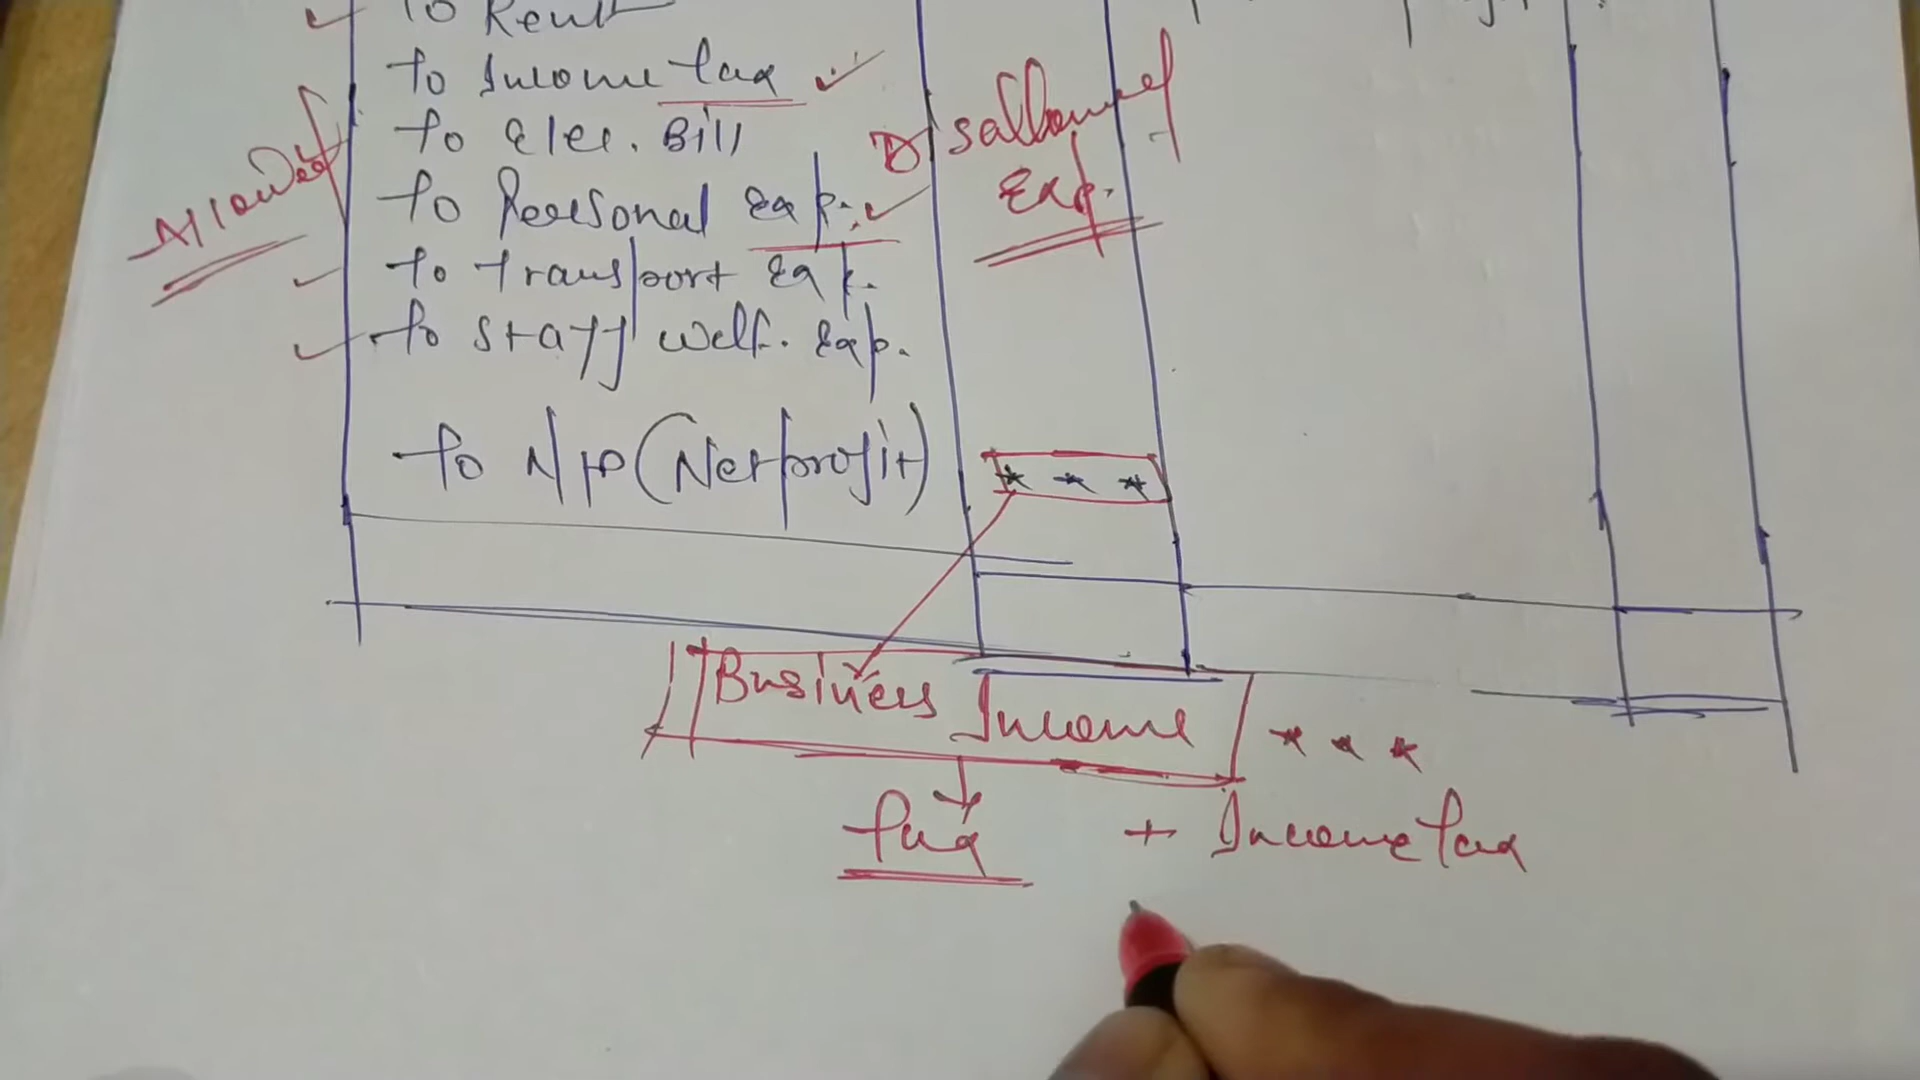 To Rent
To Income tax
To Elec. Bill
To Personal Exp.
To transport Exp.
To staff welf. Exp.
Allowed
Disallowed
Exp.
To N/P (Net profit) * * *
Business Income * * *
tax + Income tax